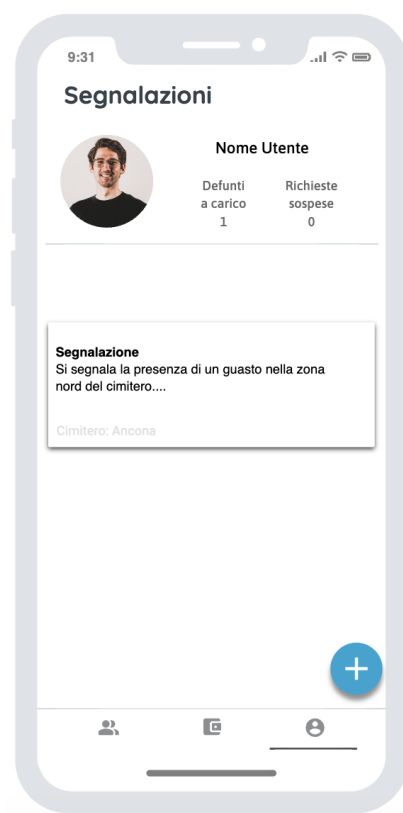 9:31
Segnalazioni
Nome Utente
Defunti
a carico
1
Richieste
sospese
0
Segnalazione
Si segnala la presenza di un guasto nella zona
nord del cimitero....
Cimitero: Ancona